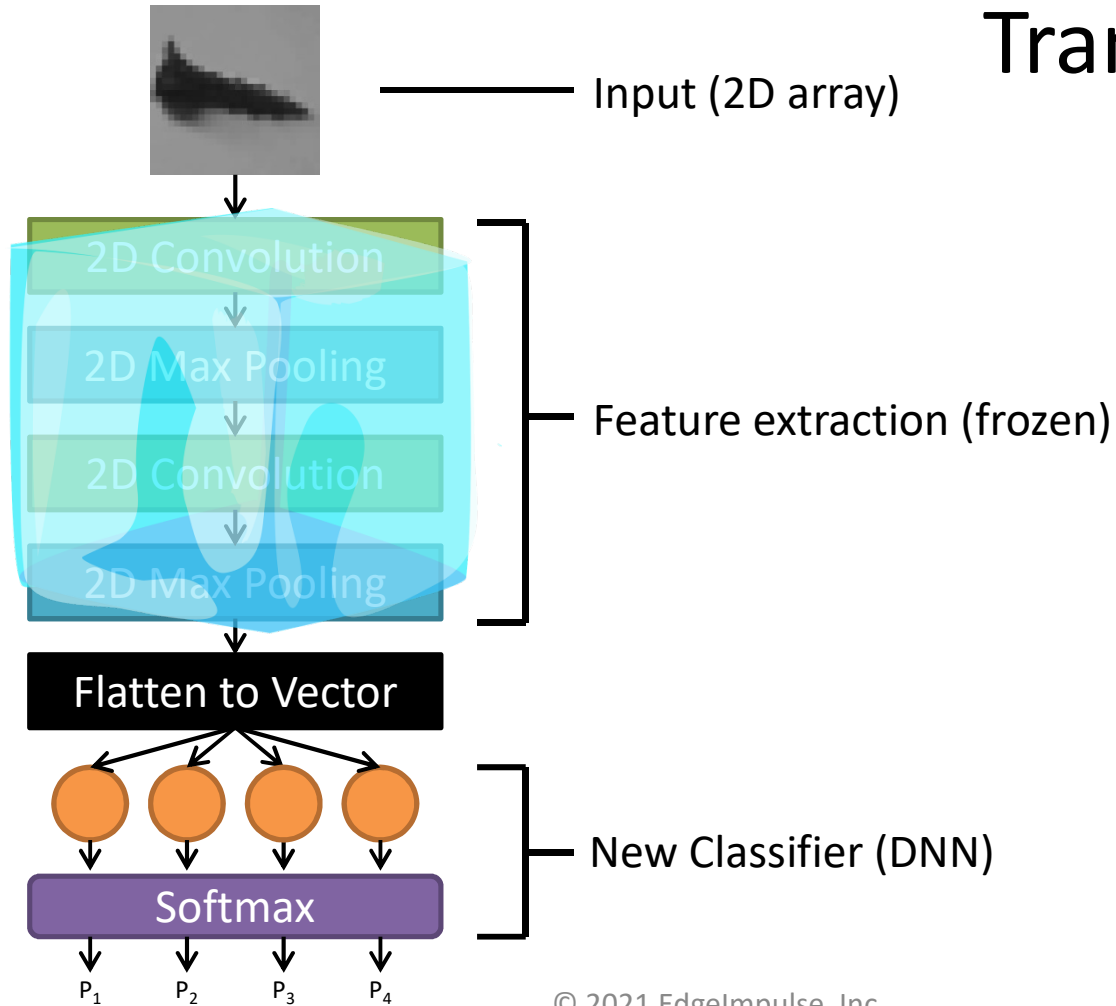 Tra
Input (2D array)
2D Convolution
2D Max Pooling
2D Convolution
2D Max Pooling
Feature extraction (frozen)
Flatten to Vector
New Classifier (DNN)
Softmax
P₁ P₂ P₃ P₄
© 2021 EdgeImpulse, Inc